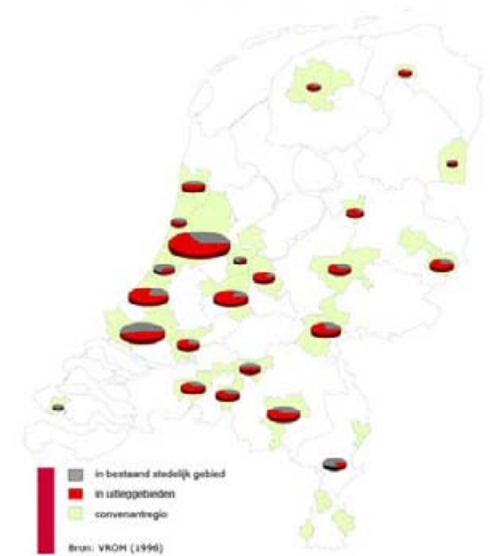 in bestaand stedelijk gebied
in uitleggebieden
convenantregio
Bron: VROM (1996)